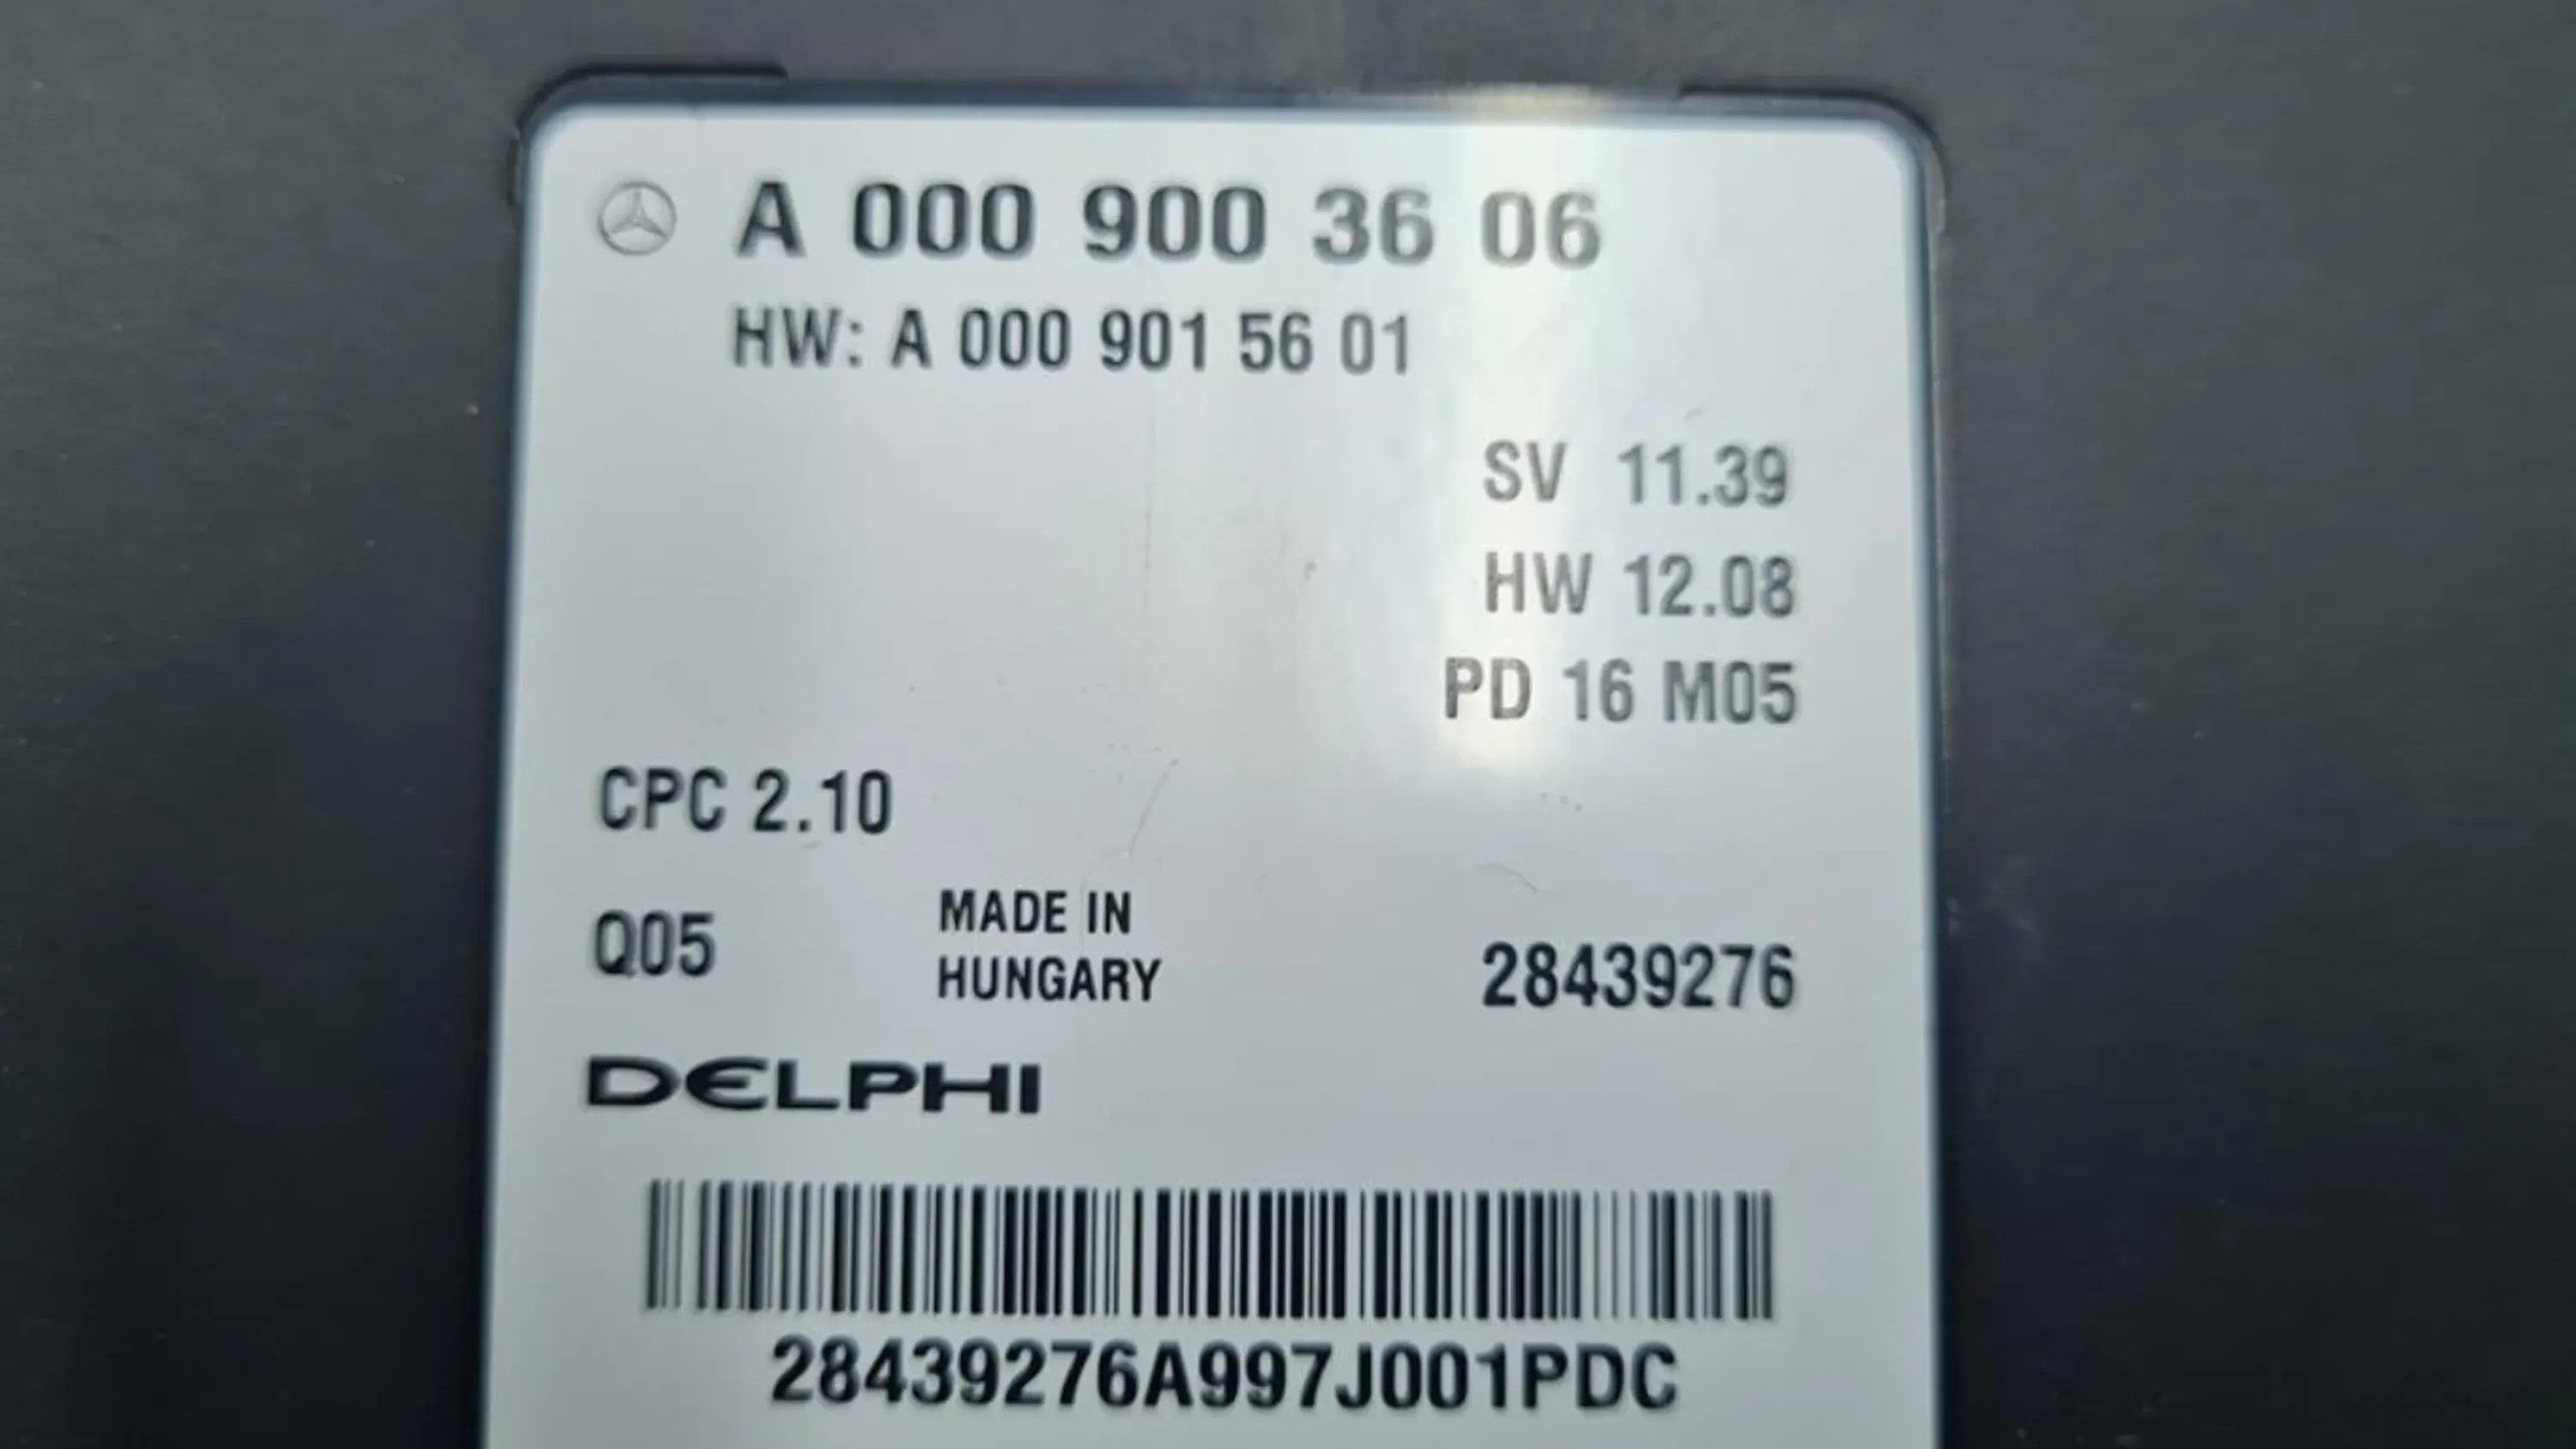 A 000 900 36 06
HW: A 000 901 56 01
SV 11.39
HW 12.08
PD 16 M05
CPC 2.10
Q05
MADE IN
HUNGARY
28439276
DELPHI
28439276A997J001PDC